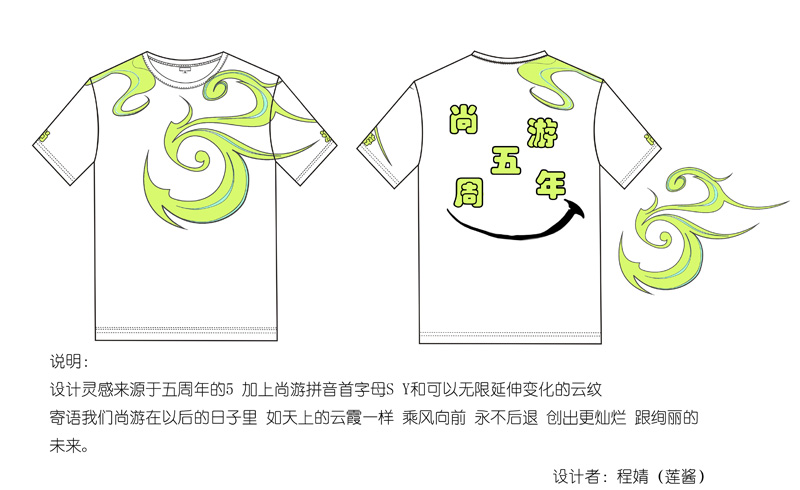 尚 游
五
周 年
说明：
设计灵感来源于五周年的5 加上尚游拼音首字母S Y和可以无限延伸变化的云纹
寄语我们尚游在以后的日子里 如天上的云霞一样 乘风向前 永不后退 创出更灿烂 跟绚丽的
未来。
设计者：程婧（莲酱）